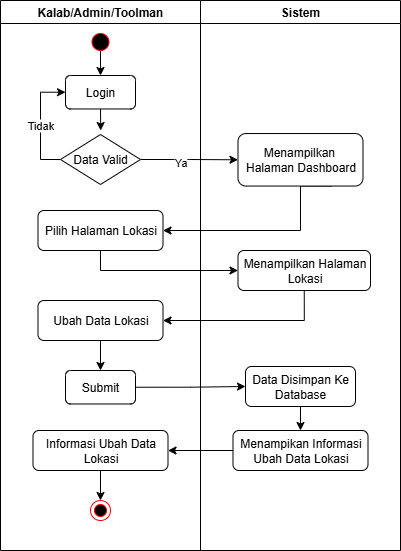 Kalab/Admin/Toolman
Sistem
Login
Tidak
Data Valid
Ya
Menampilkan
Halaman Dashboard
Pilih Halaman Lokasi
Menampilkan Halaman
Lokasi
Ubah Data Lokasi
Submit
Data Disimpan Ke
Database
Informasi Ubah Data
Lokasi
Menampikan Informasi
Ubah Data Lokasi